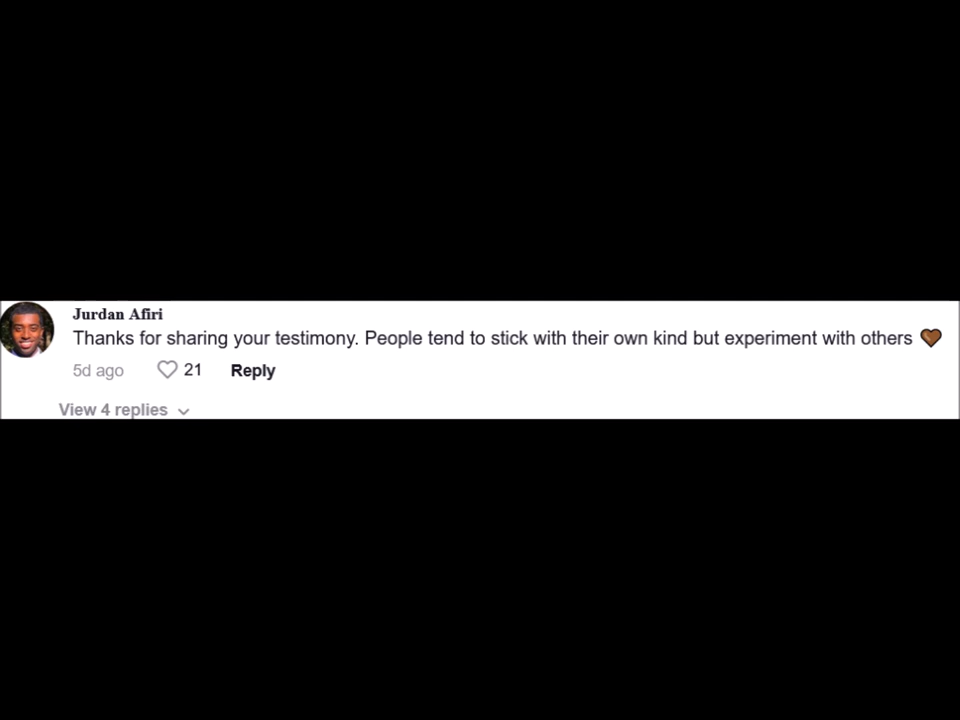 Jurdan Afiri
Thanks for sharing your testimony. People tend to stick with their own kind but experiment with others 🤎
5d ago 21 Reply
View 4 replies